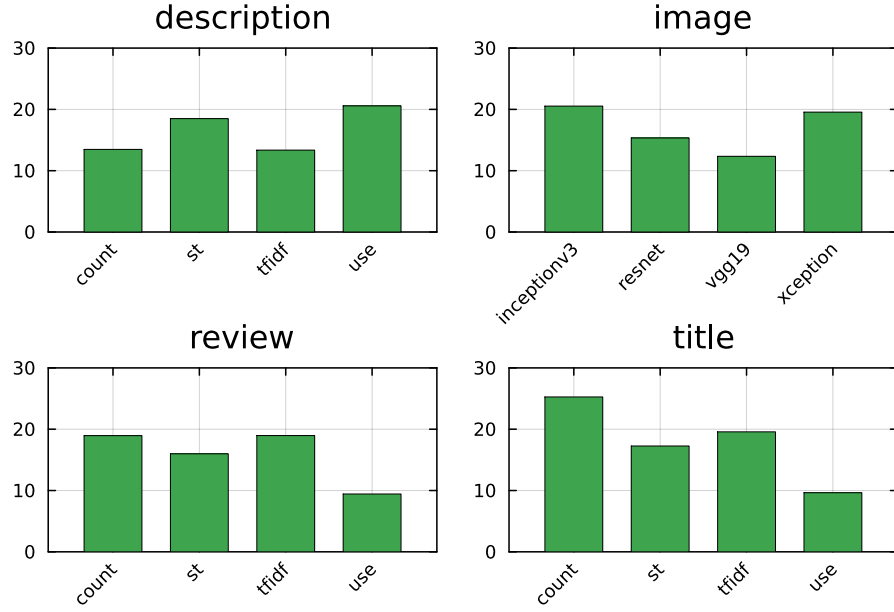 description
30
20
10
0
count
st
tfidf
use
image
30
20
10
0
inceptionv3
resnet
vgg19
xception
review
30
20
10
0
count
st
tfidf
use
title
30
20
10
0
count
st
tfidf
use